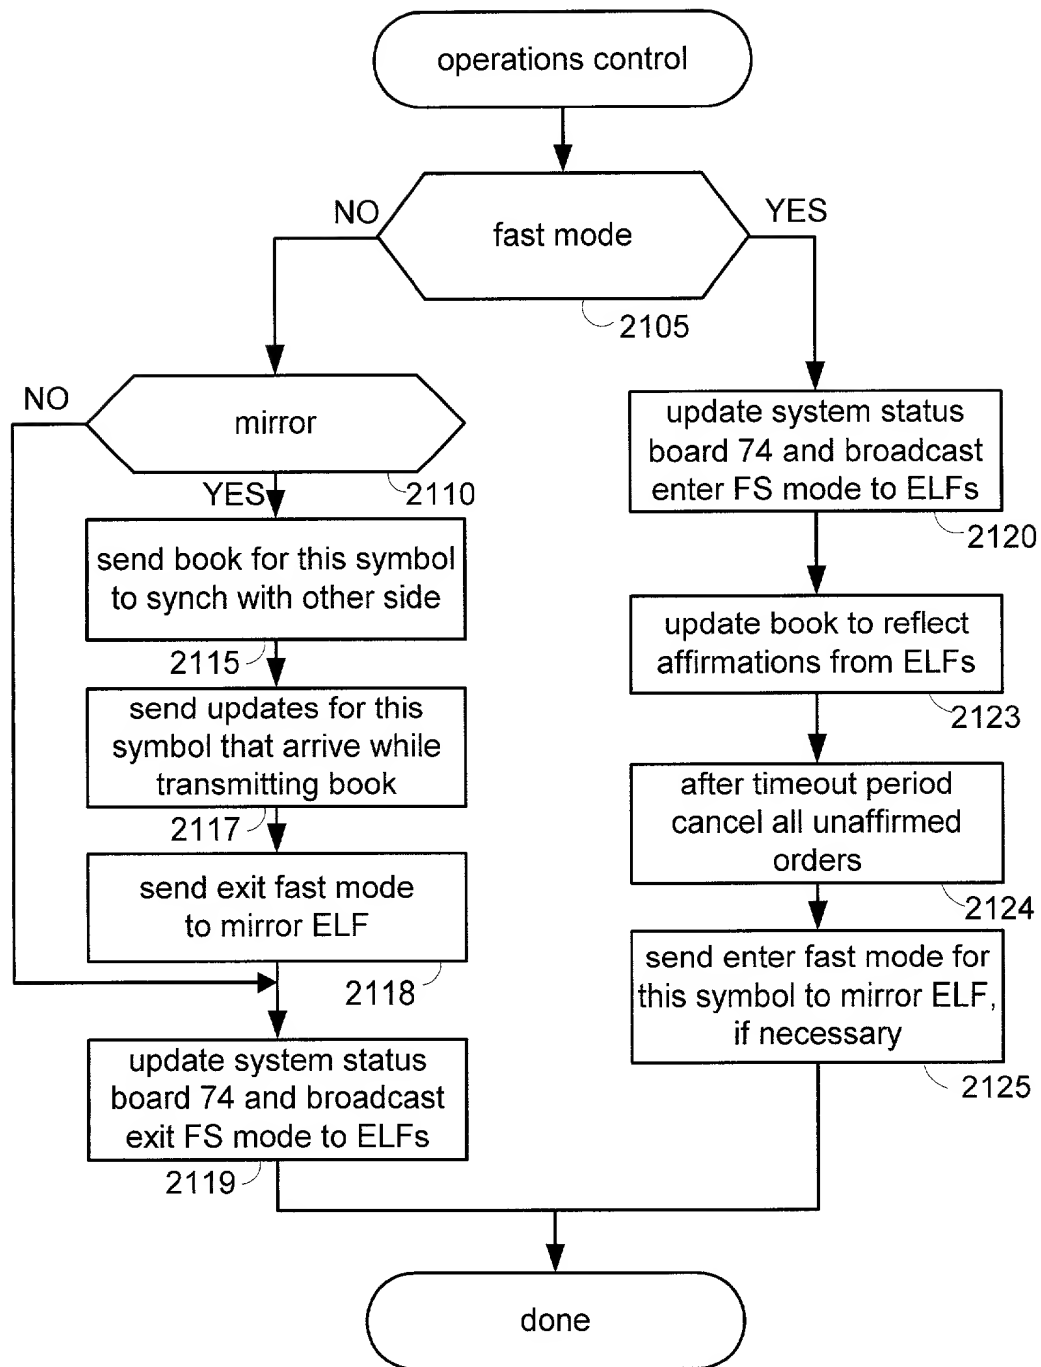 operations control
NO
YES
fast mode
2105
NO
mirror
YES
2110
send book for this symbol
to synch with other side
2115
send updates for this
symbol that arrive while
transmitting book
2117
send exit fast mode
to mirror ELF
2118
update system status
board 74 and broadcast
exit FS mode to ELFs
2119
update system status
board 74 and broadcast
enter FS mode to ELFs
2120
update book to reflect
affirmations from ELFs
2123
after timeout period
cancel all unaffirmed
orders
2124
send enter fast mode for
this symbol to mirror ELF,
if necessary
2125
done